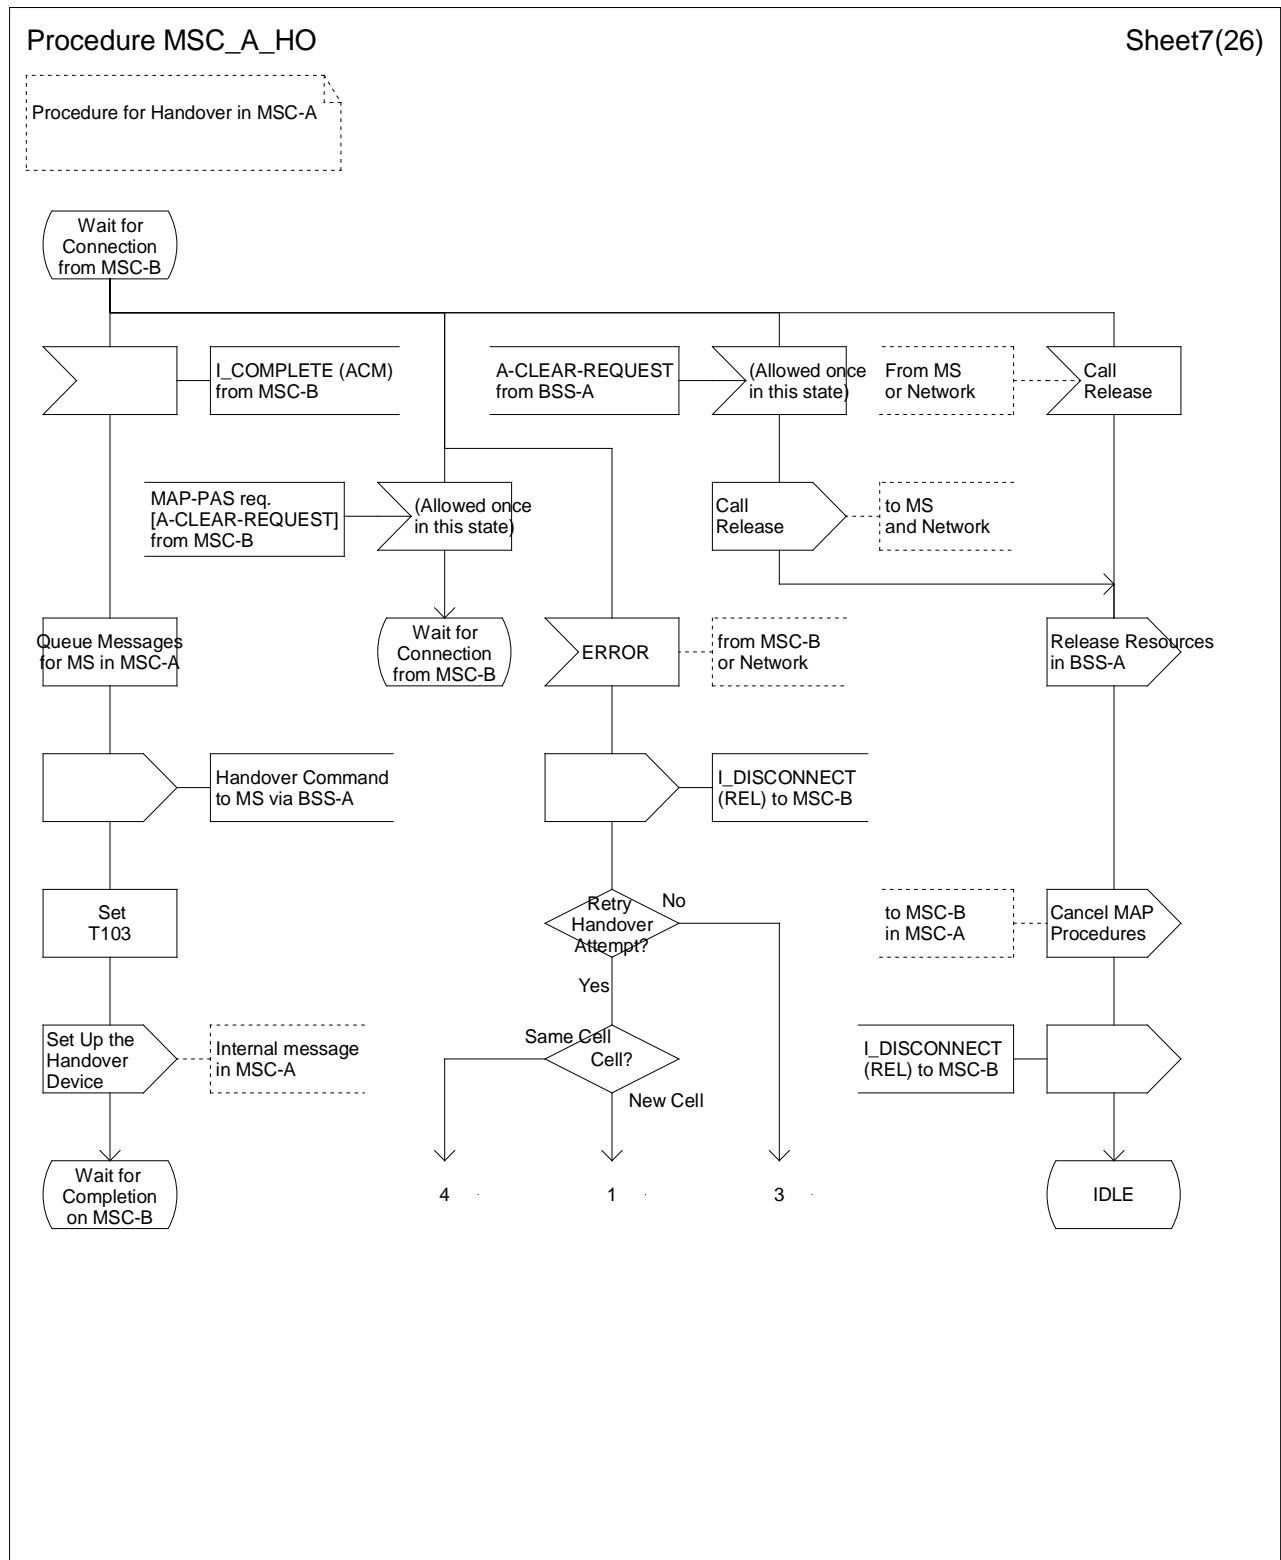 Procedure MSC_A_HO
Sheet7(26)
Procedure for Handover in MSC-A
Wait for
Connection
from MSC-B
I_COMPLETE (ACM)
from MSC-B
A-CLEAR-REQUEST
from BSS-A
(Allowed once
in this state)
From MS
or Network
Call
Release
MAP-PAS req.
[A-CLEAR-REQUEST]
from MSC-B
(Allowed once
in this state)
Call
Release
to MS
and Network
Queue Messages
for MS in MSC-A
Wait for
Connection
from MSC-B
ERROR
from MSC-B
or Network
Release Resources
in BSS-A
Handover Command
to MS via BSS-A
I_DISCONNECT
(REL) to MSC-B
Set
T103
Retry
Handover
Attempt?
No
Yes
to MSC-B
in MSC-A
Cancel MAP
Procedures
Set Up the
Handover
Device
Internal message
in MSC-A
Same Cell
Cell?
New Cell
I_DISCONNECT
(REL) to MSC-B
Wait for
Completion
on MSC-B
4
1
3
IDLE